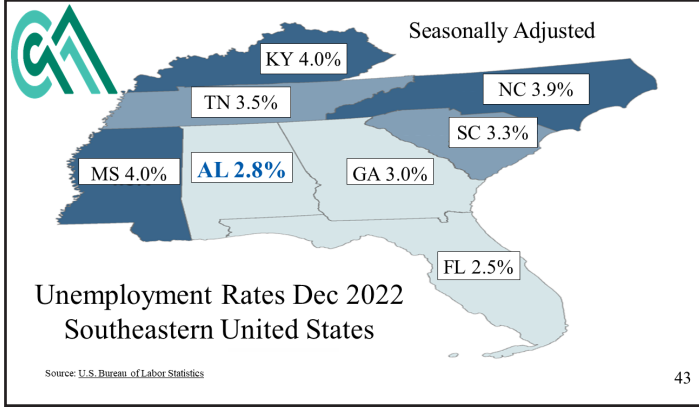 Seasonally Adjusted
KY 4.0%
NC 3.9%
TN 3.5%
SC 3.3%
MS 4.0%
AL 2.8%
GA 3.0%
FL 2.5%
Unemployment Rates Dec 2022
Southeastern United States
Source: U.S. Bureau of Labor Statistics
43